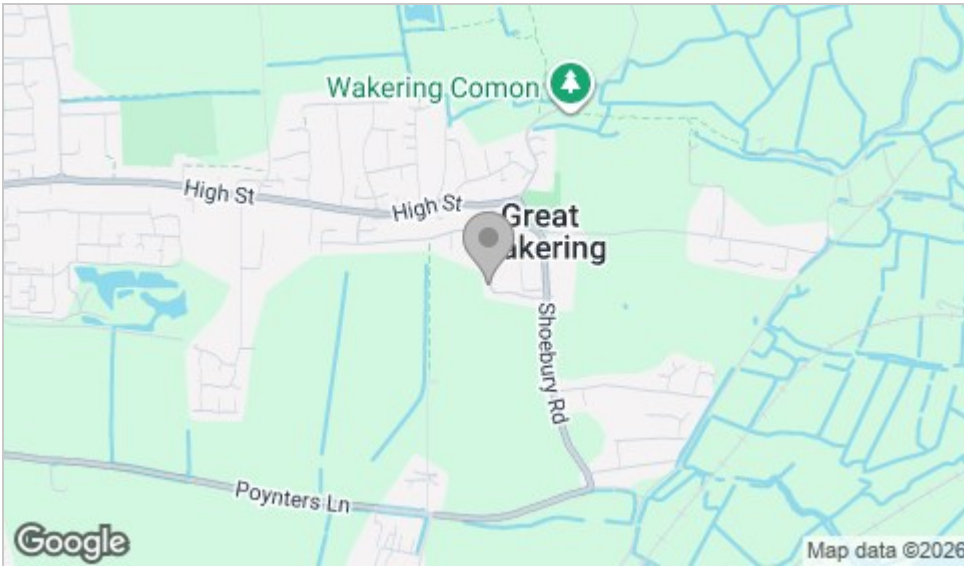 Wakering Comon
High St
High St
Great
akering
Shoebury Rd
Poynters Ln
Google
Map data ©2026